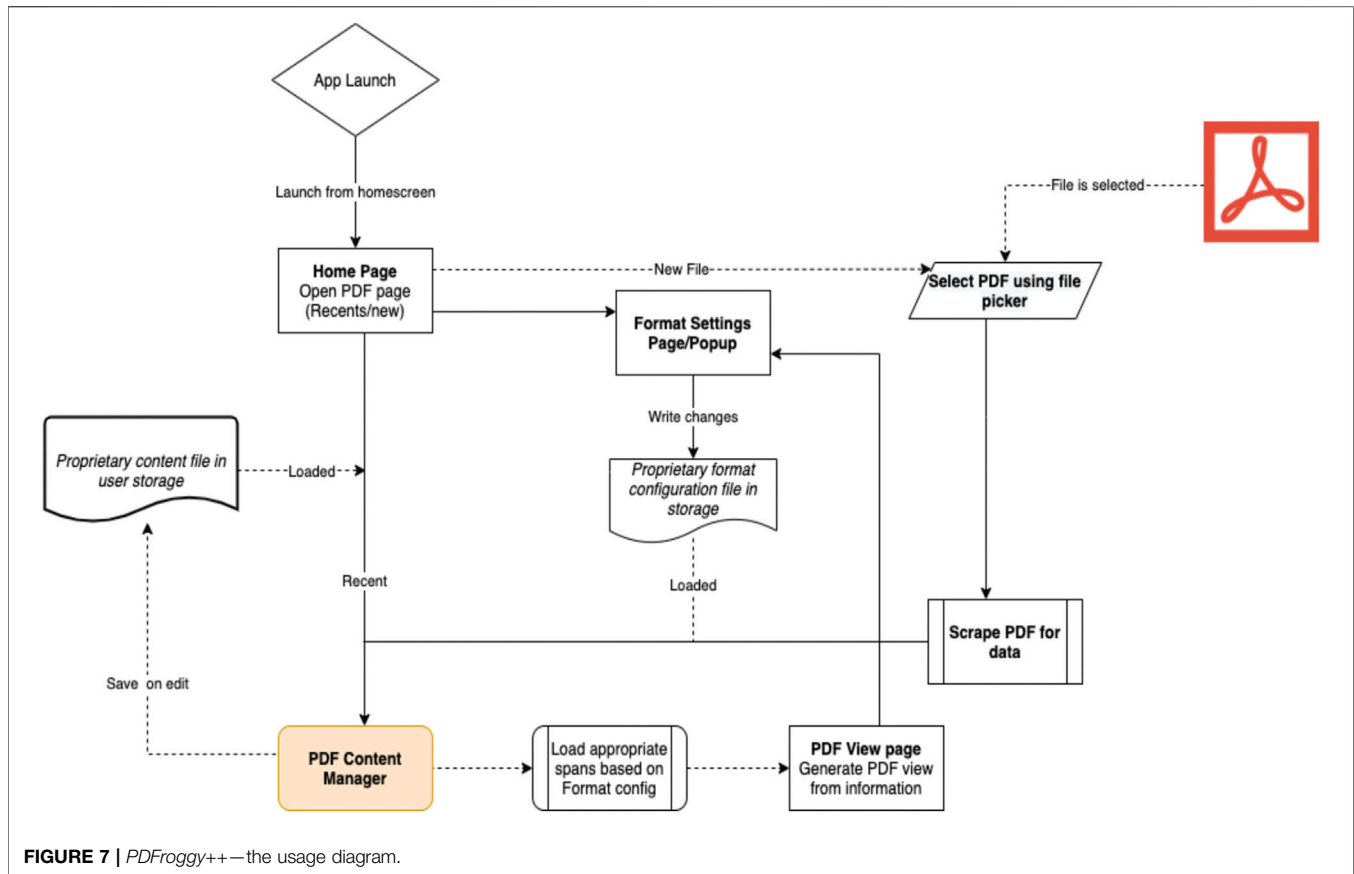 App Launch
Launch from homescreen
File is selected
Home Page
Open PDF page
(Recents/new)
New File
Select PDF using file
picker
Format Settings
Page/Popup
Write changes
Proprietary content file in
user storage
Loaded
Proprietary format
configuration file in
storage
Recent
Loaded
Scrape PDF for
data
Save on edit
PDF Content
Manager
Load appropriate
spans based on
Format config
PDF View page
Generate PDF view
from information
FIGURE 7 | PDFroggy++—the usage diagram.